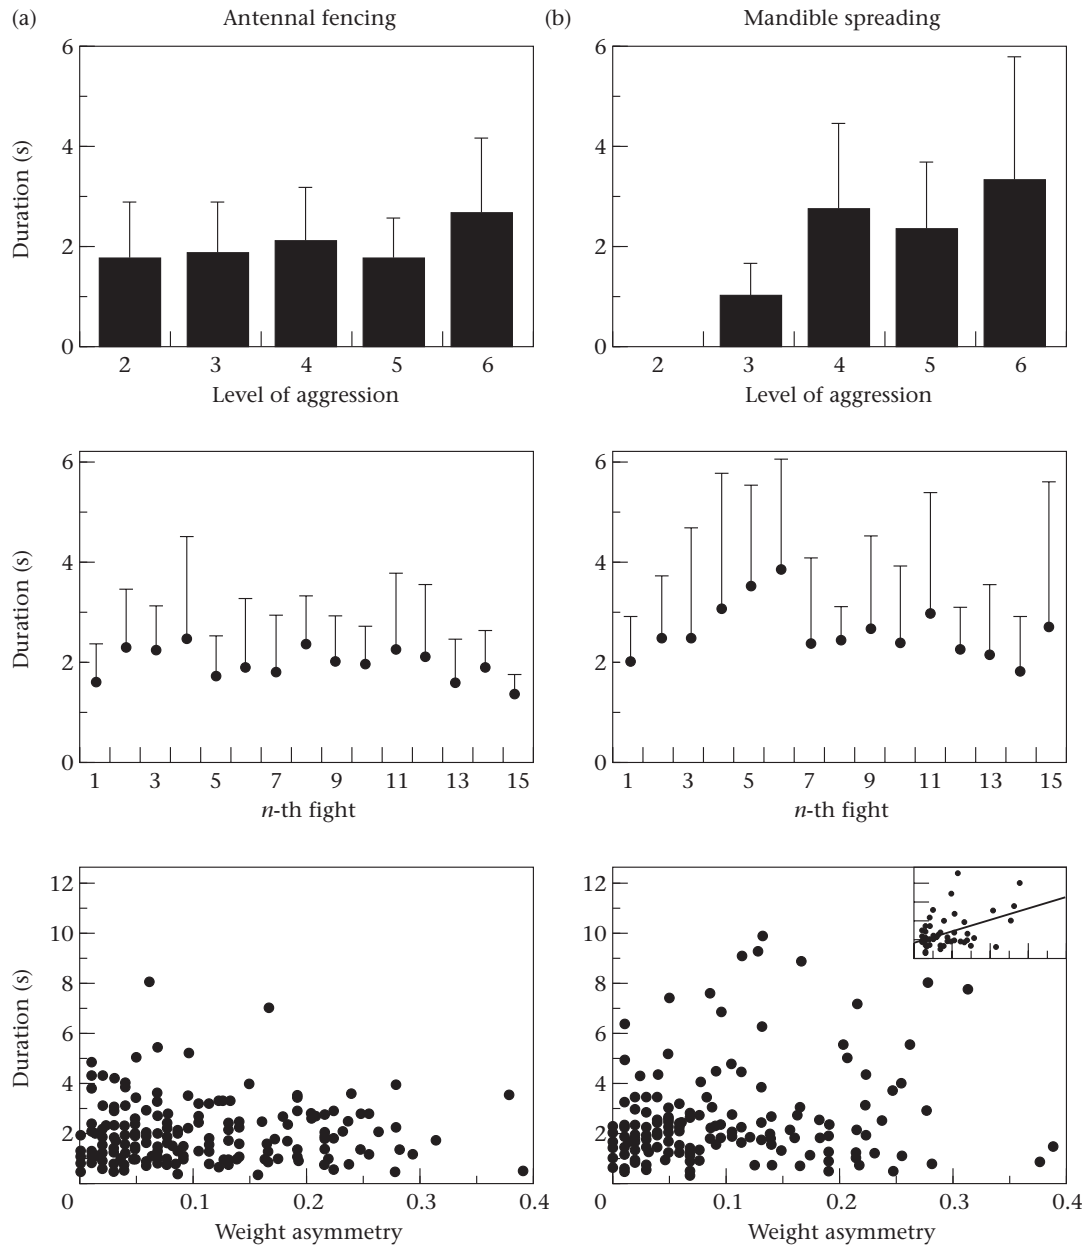 (a) Antennal fencing
(b) Mandible spreading
6
4
2
0
Duration (s)
2 3 4 5 6
Level of aggression
6
4
2
0
2 3 4 5 6
Level of aggression
6
4
2
0
Duration (s)
1 3 5 7 9 11 13 15
n-th fight
6
4
2
0
1 3 5 7 9 11 13 15
n-th fight
12
10
8
6
4
2
Duration (s)
0 0.1 0.2 0.3 0.4
Weight asymmetry
12
10
8
6
4
2
0 0.1 0.2 0.3 0.4
Weight asymmetry